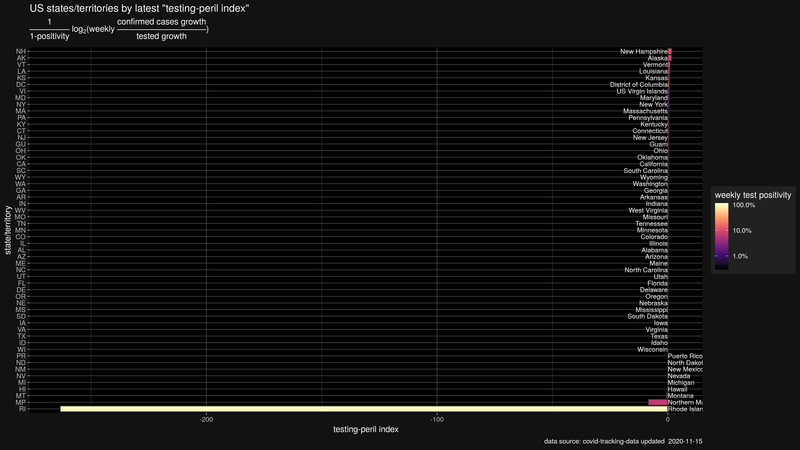 US states/territories by latest "testing-peril index"
1 confirmed cases growth
log2(weekly )
1-positivity tested growth
NH New Hampshire
AK Alaska
VT Vermont
LA Louisiana
KS Kansas
DC District of Columbia
VI US Virgin Islands
MD Maryland
NY New York
MA Massachusetts
PA Pennsylvania
KY Kentucky
CT Connecticut
NJ New Jersey
GU Guam
OH Ohio
OK Oklahoma
CA California
SC South Carolina
WY Wyoming
WA Washington
GA Georgia
AR Arkansas
IN Indiana
WV West Virginia
MO Missouri
TN Tennessee
MN Minnesota
CO Colorado
IL Illinois
AL Alabama
AZ Arizona
ME Maine
NC North Carolina
UT Utah
FL Florida
DE Delaware
OR Oregon
NE Nebraska
MS Mississippi
SD South Dakota
IA Iowa
VA Virginia
TX Texas
ID Idaho
WI Wisconsin
PR Puerto Rico
ND North Dakot
NM New Mexico
NV Nevada
MI Michigan
HI Hawaii
MT Montana
MP Northern Ma
RI Rhode Islan
state/territory
-200 -100 0
testing-peril index
weekly test positivity
100.0%
10.0%
1.0%
data source: covid-tracking-data updated 2020-11-15